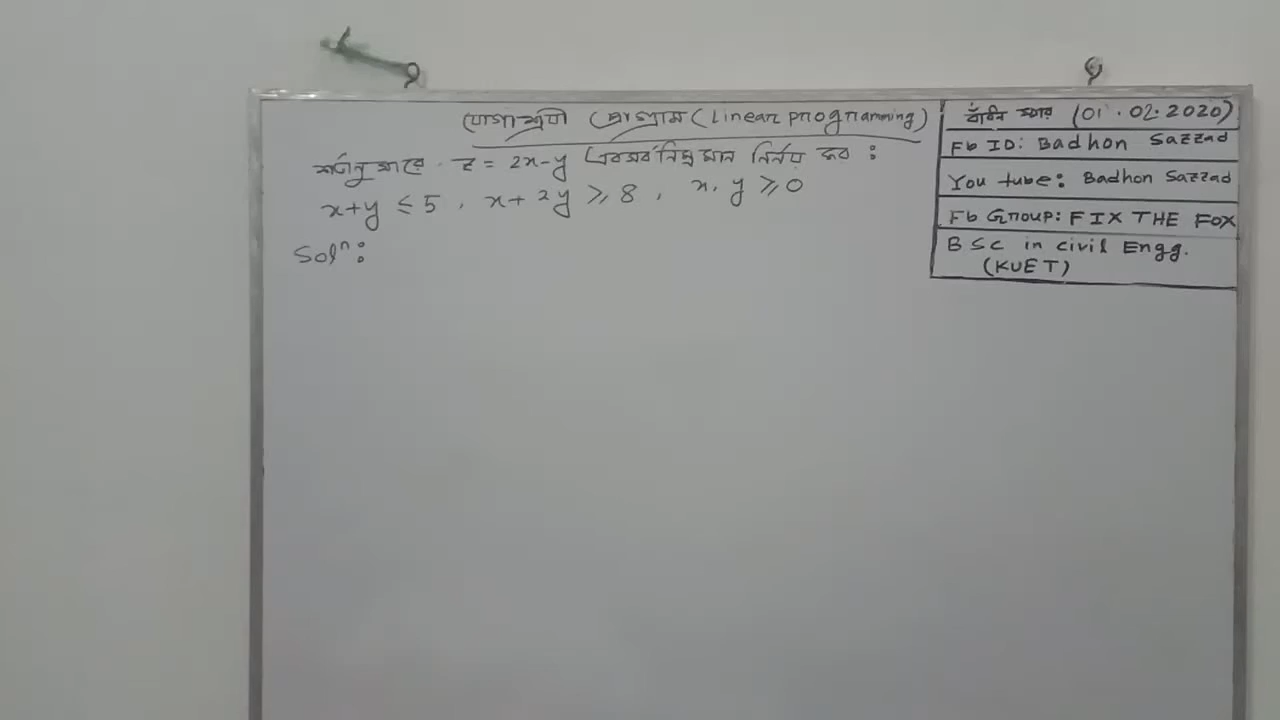 যোগাশ্রয়ী প্রোগ্রাম (Linear programming)
শর্তানুসারে z = 2x-y এর সর্বনিম্ন মান নির্ণয় কর :
x+y ≤ 5 , x+ 2y ≥ 8 , x, y ≥ 0
Solⁿ:
বাঁধন স্যার (01.02.2020)
Fb ID: Badhon Sazzad
You tube: Badhon Sazzad
Fb Group: FIX THE FOX
BSc in civil Engg.
(KUET)